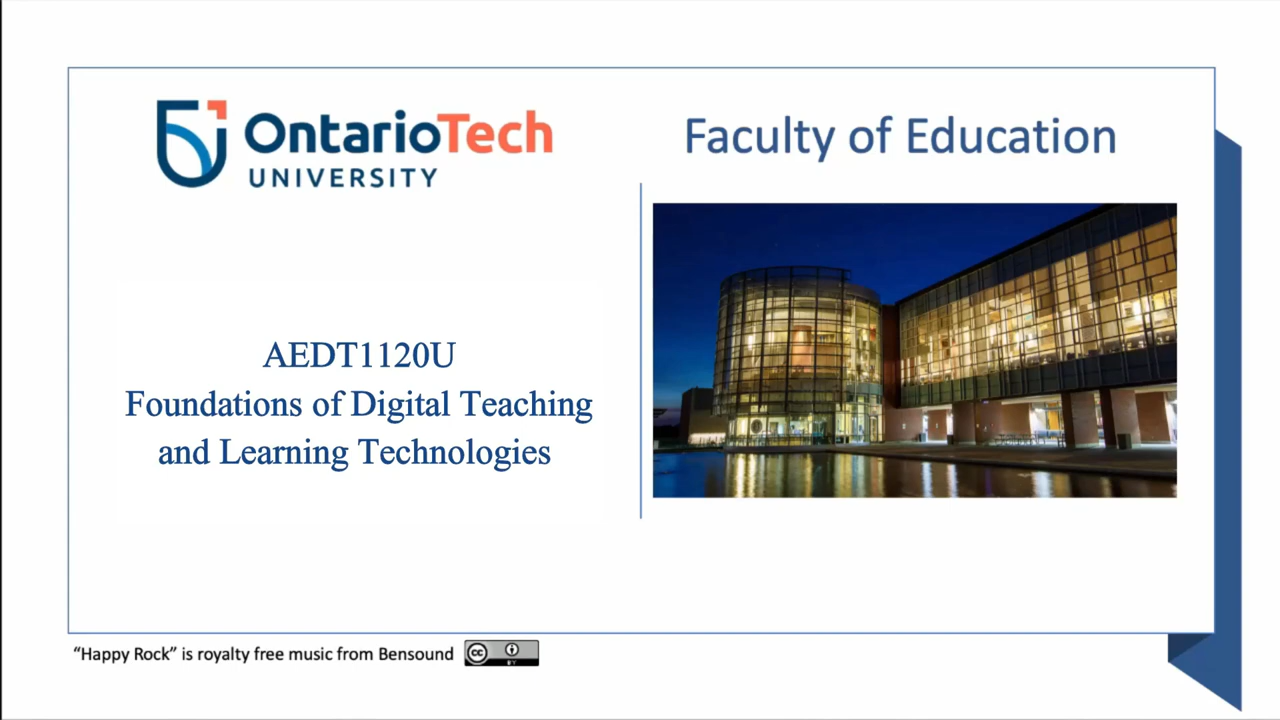 OntarioTech
UNIVERSITY
Faculty of Education
AEDT1120U
Foundations of Digital Teaching
and Learning Technologies
“Happy Rock” is royalty free music from Bensound
cc
BY